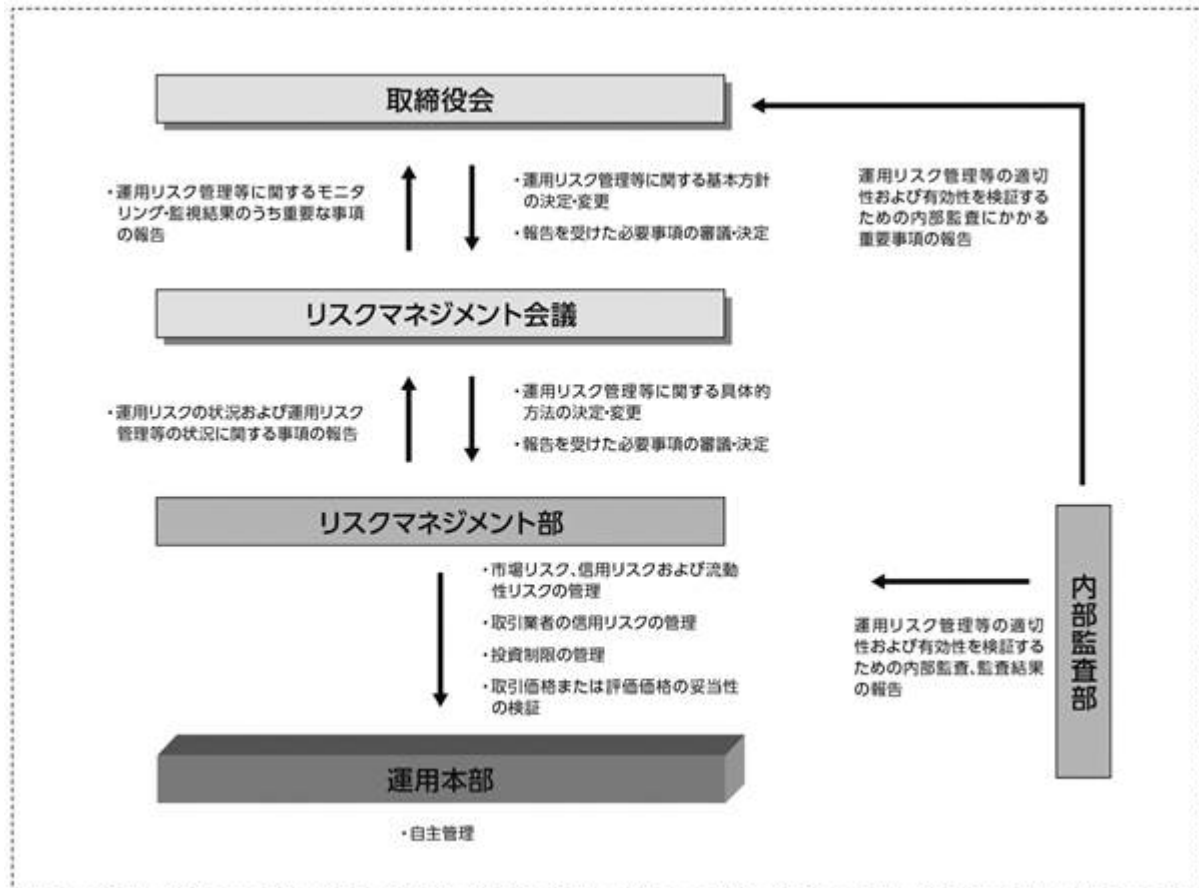 取締役会
・運用リスク管理等に関するモニタ
リング・監視結果のうち重要な事項
の報告
・運用リスク管理等に関する基本方針
の決定・変更
・報告を受けた必要事項の審議・決定
運用リスク管理等の適切
性および有効性を検証する
ための内部監査にかかる
重要事項の報告
リスクマネジメント会議
・運用リスクの状況および運用リスク
管理等の状況に関する事項の報告
・運用リスク管理等に関する具体的
方法の決定・変更
・報告を受けた必要事項の審議・決定
リスクマネジメント部
・市場リスク、信用リスクおよび流動
性リスクの管理
・取引業者の信用リスクの管理
・投資制限の管理
・取引価格または評価価格の妥当性
の検証
運用リスク管理等の適切
性および有効性を検証する
ための内部監査、監査結果
の報告
内部監査部
運用本部
・自主管理